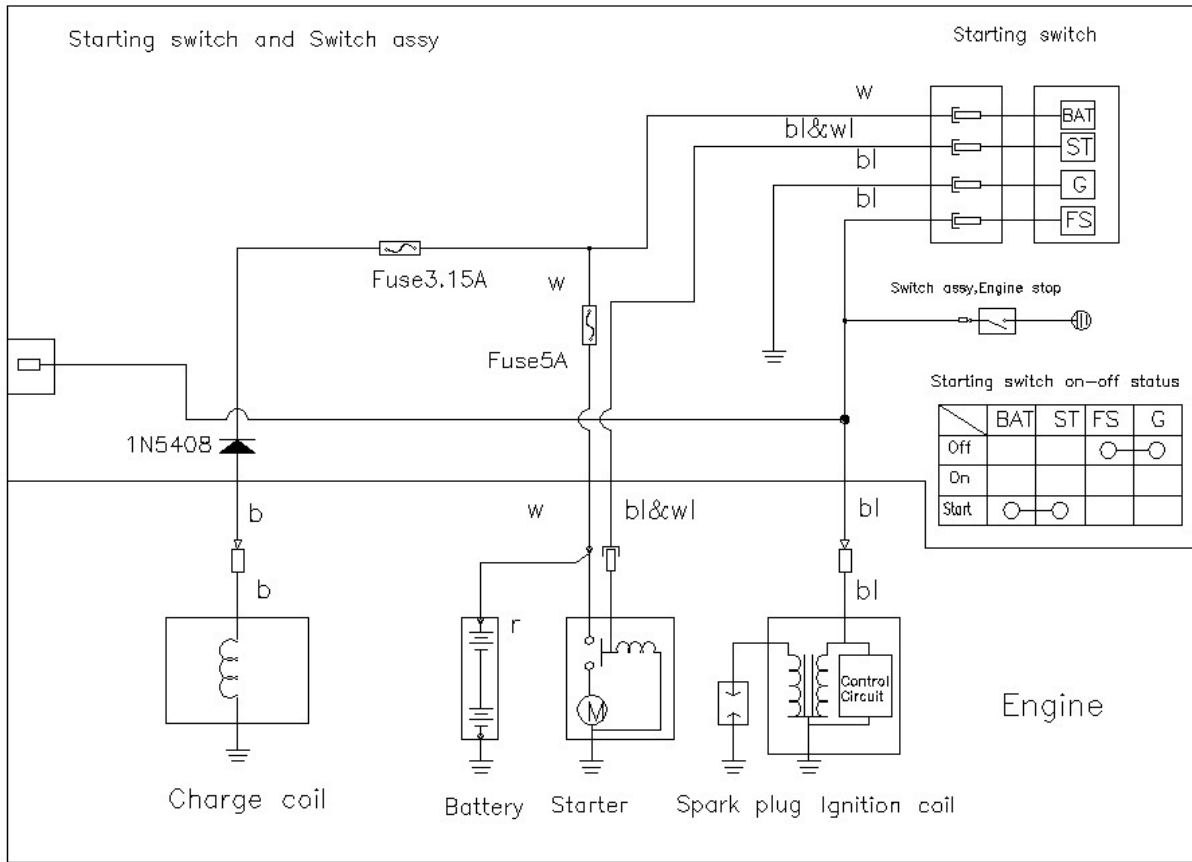 Starting switch and Switch assy
Starting switch
w
BAT
bl&wl
ST
bl
G
bl
FS
Fuse3.15A
w
Fuse5A
Switch assy,Engine stop
Starting switch on-off status
BAT ST FS G
Off
On
Start
1N5408
b
w
bl&wl
bl
b
r
bl
M
Control
Circuit
Engine
Charge coil
Battery
Starter
Spark plug
Ignition coil